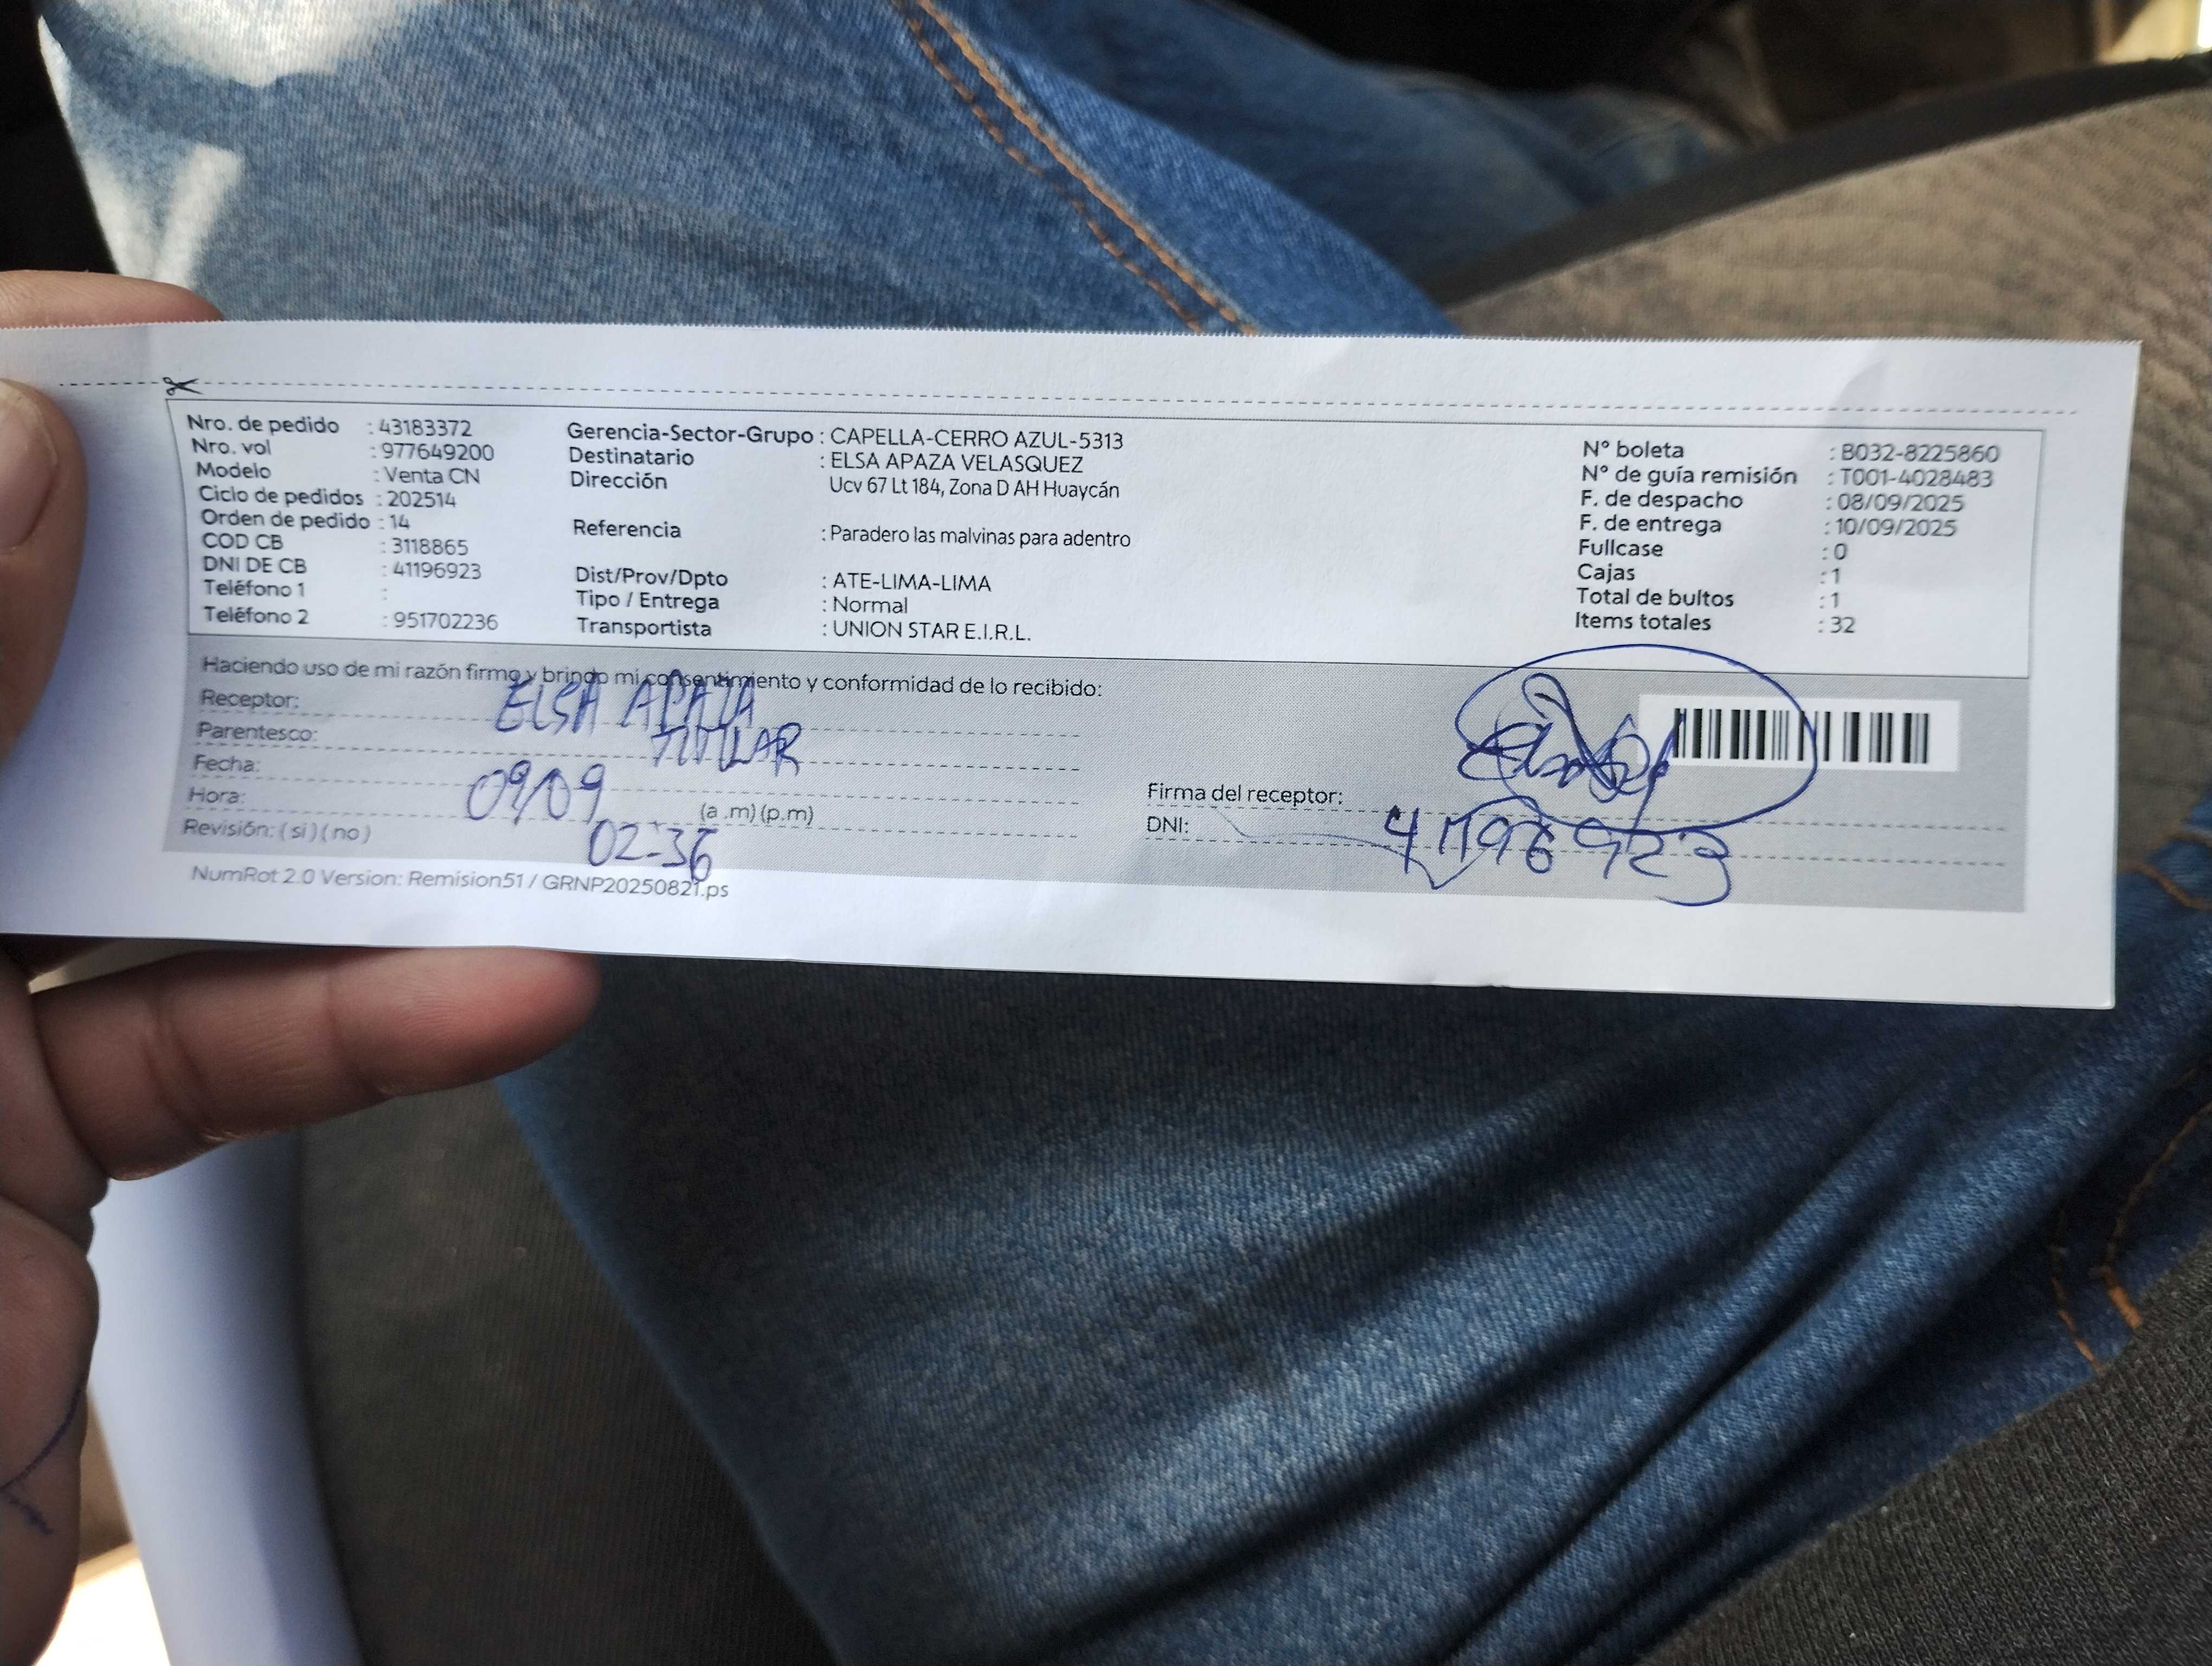 Nro. de pedido : 43183372
Nro. vol : 977649200
Modelo : Venta CN
Ciclo de pedidos : 202514
Orden de pedido : 14
COD CB : 3118865
DNI DE CB : 41196923
Teléfono 1 :
Teléfono 2 : 951702236
Gerencia-Sector-Grupo : CAPELLA-CERRO AZUL-5313
Destinatario : ELSA APAZA VELASQUEZ
Dirección Ucv 67 Lt 184, Zona D AH Huaycán
Referencia : Paradero las malvinas para adentro
Dist/Prov/Dpto : ATE-LIMA-LIMA
Tipo / Entrega : Normal
Transportista : UNION STAR E.I.R.L.
N° boleta : B032-8225860
N° de guía remisión : T001-4028483
F. de despacho : 08/09/2025
F. de entrega : 10/09/2025
Fullcase : 0
Cajas : 1
Total de bultos : 1
Items totales : 32
Haciendo uso de mi razón firmo y brindo mi consentimiento y conformidad de lo recibido:
Receptor: ELSA APAZA
Parentesco: TITULAR
Fecha: 09/09
Hora: (a .m) (p.m)
02:36
Revisión: ( si ) ( no )
Firma del receptor:
DNI: 41196923
NumRot 2.0 Version: Remision51 / GRNP20250821.ps